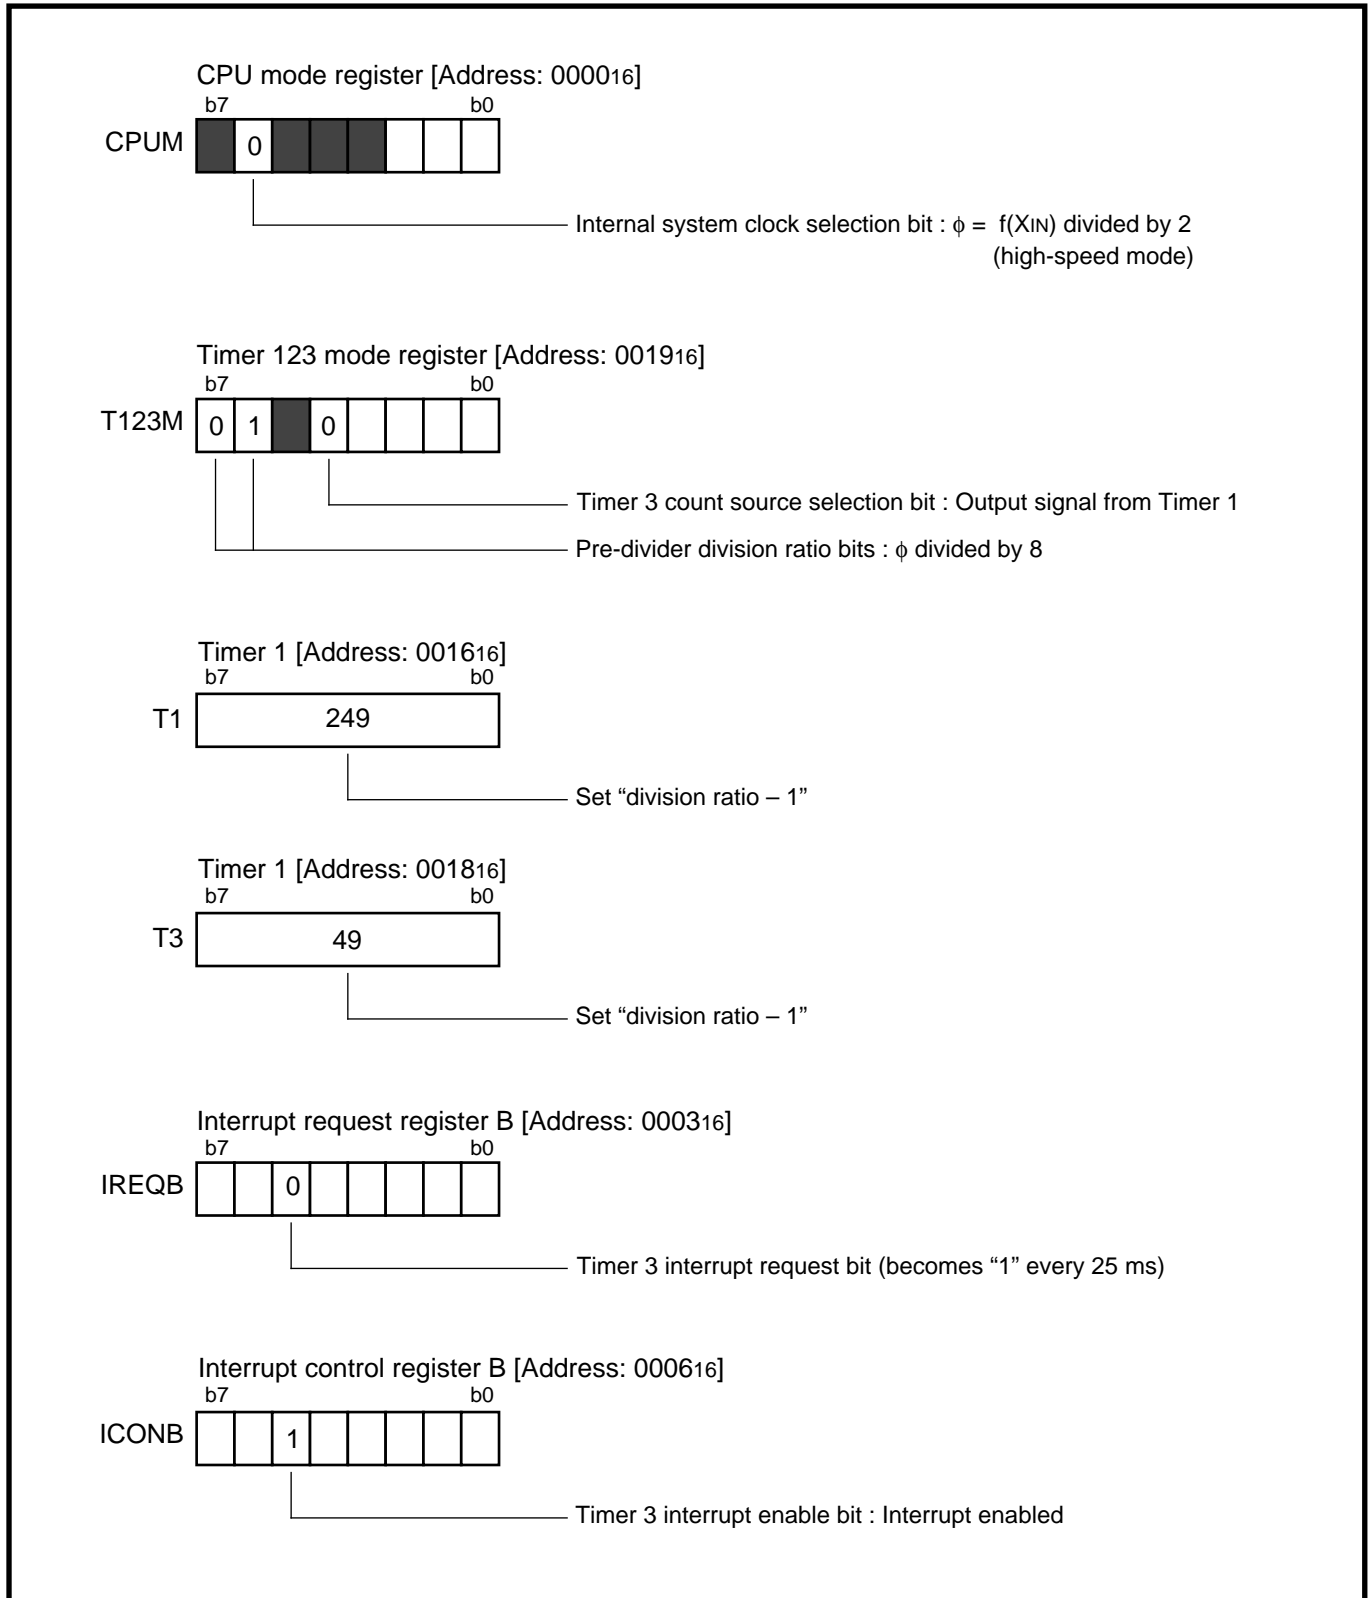 CPU mode register [Address: 000016]
b7 b0
CPUM 0
Internal system clock selection bit : ϕ = f(XIN) divided by 2
(high-speed mode)
Timer 123 mode register [Address: 001916]
b7 b0
T123M 0 1 0
Timer 3 count source selection bit : Output signal from Timer 1
Pre-divider division ratio bits : ϕ divided by 8
Timer 1 [Address: 001616]
b7 b0
T1 249
Set “division ratio – 1”
Timer 1 [Address: 001816]
b7 b0
T3 49
Set “division ratio – 1”
Interrupt request register B [Address: 000316]
b7 b0
IREQB 0
Timer 3 interrupt request bit (becomes “1” every 25 ms)
Interrupt control register B [Address: 000616]
b7 b0
ICONB 1
Timer 3 interrupt enable bit : Interrupt enabled